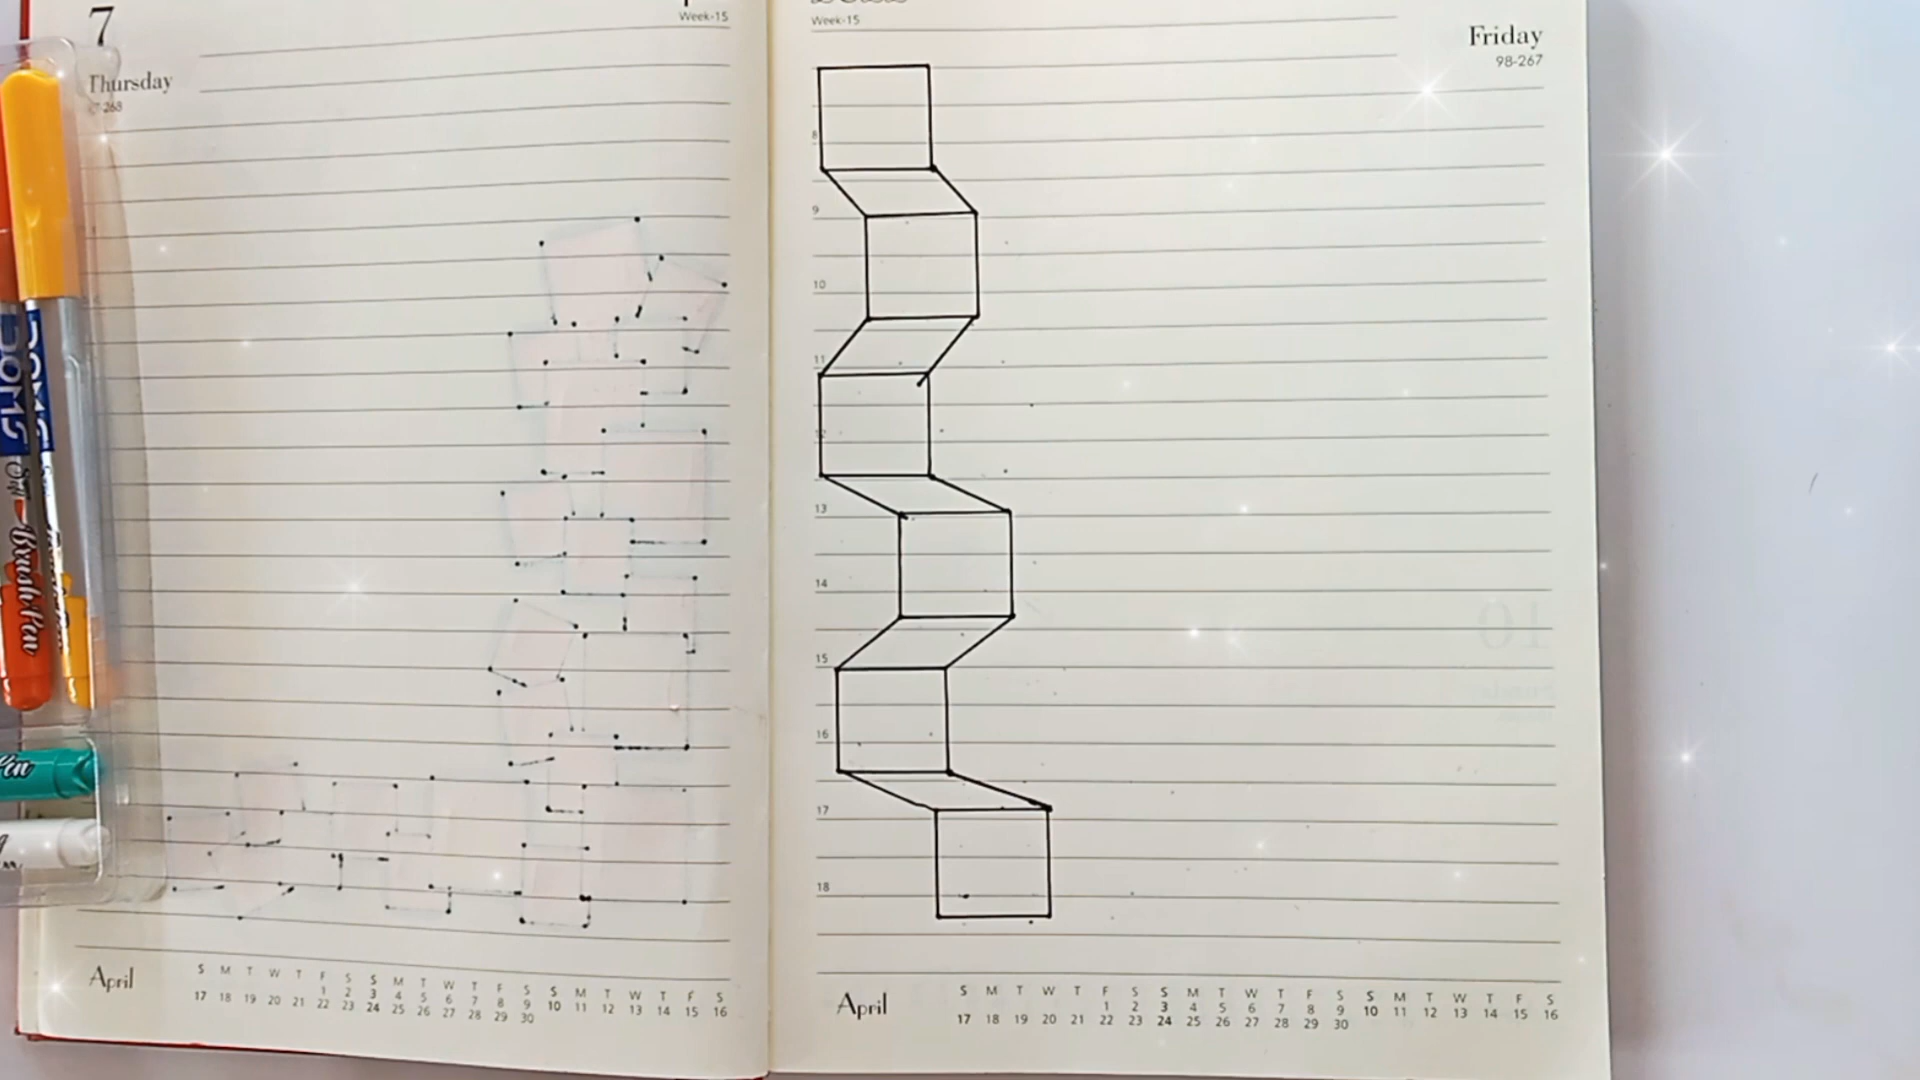 7
Week-15
Thursday
April
S M T W T F S S M T W T F S S M T W T F S S
1 2 3 4 5 6 7 8 9 10 11 12 13 14 15 16
17 18 19 20 21 22 23 24 25 26 27 28 29 30
DOMS
DOMS
Brush Pen
Week-15
Friday
98-267
8
9
10
11
12
13
14
15
16
17
18
April
S M T W T F S S M T W T F S S M T W T F S
1 2 3 4 5 6 7 8 9 10 11 12 13 14 15 16
17 18 19 20 21 22 23 24 25 26 27 28 29 30